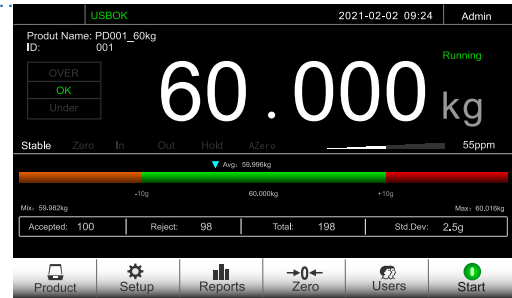 USBOK 2021-02-02 09:24 Admin
Produt Name: PD001_60kg
ID: 001
Running
OVER
OK
Under
60.000 kg
Stable Zero In Out Hold AZero 55ppm
Avg: 59.996kg
-10g 60.000kg +10g
Mix: 59.982kg Max: 60.016kg
Accepted: 100 Reject: 98 Total: 198 Std.Dev: 2.5g
Product Setup Reports →0← Zero Users Start